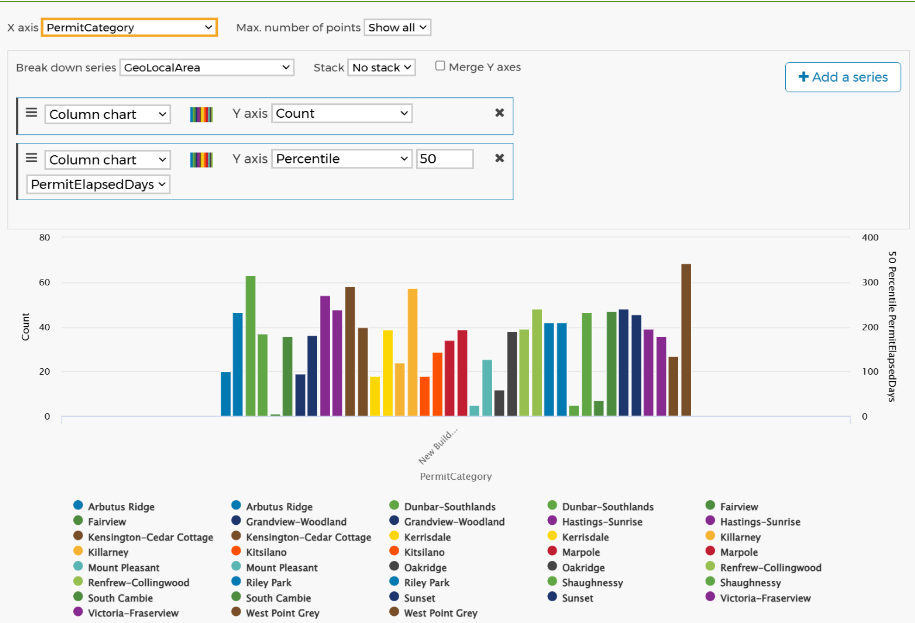 X axis PermitCategory Max. number of points Show all
Break down series GeoLocalArea Stack No stack Merge Y axes
+ Add a series
Column chart Y axis Count
Column chart Y axis Percentile 50
PermitElapsedDays
80 400
60 300
40 200
20 100
0 0
Count
50 Percentile PermitElapsedDays
New Build...
PermitCategory
Arbutus Ridge Arbutus Ridge Dunbar-Southlands Dunbar-Southlands Fairview
Fairview Grandview-Woodland Grandview-Woodland Hastings-Sunrise Hastings-Sunrise
Kensington-Cedar Cottage Kensington-Cedar Cottage Kerrisdale Kerrisdale Killarney
Killarney Kitsilano Kitsilano Marpole Marpole
Mount Pleasant Mount Pleasant Oakridge Oakridge Renfrew-Collingwood
Renfrew-Collingwood Riley Park Riley Park Shaughnessy Shaughnessy
South Cambie South Cambie Sunset Sunset Victoria-Fraserview
Victoria-Fraserview West Point Grey West Point Grey